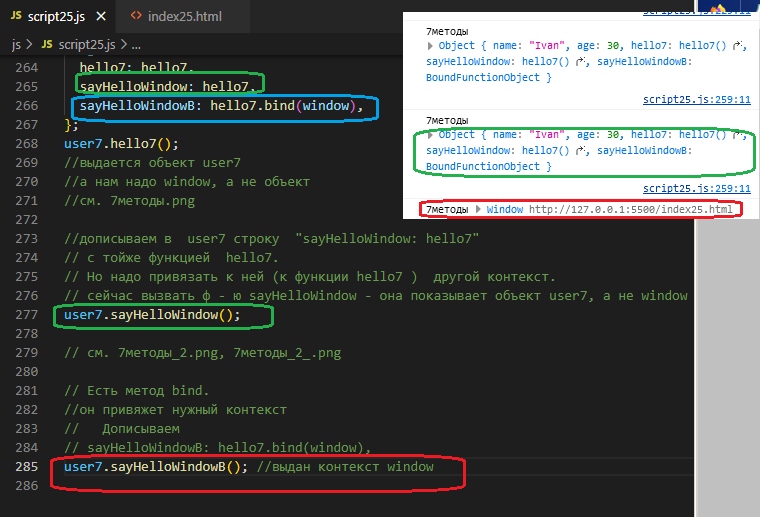 script25.js
index25.html
js > script25.js > ...
264 hello7: hello7,
265 sayHelloWindow: hello7,
266 sayHelloWindowB: hello7.bind(window),
267 };
268 user7.hello7();
269 //выдается объект user7
270 //а нам надо window, а не объект
271 //см. 7методы.png
272
273 //дописываем в user7 строку "sayHelloWindow: hello7"
274 // с тойже функцией hello7.
275 // Но надо привязать к ней (к функции hello7 ) другой контекст.
276 // сейчас вызвать ф - ю sayHelloWindow - она показывает объект user7, а не window
277 user7.sayHelloWindow();
278
279 // см. 7методы_2.png, 7методы_2_.png
280
281 // Есть метод bind.
282 //он привяжет нужный контекст
283 // Дописываем
284 // sayHelloWindowB: hello7.bind(window),
285 user7.sayHelloWindowB(); //выдан контекст window
286
script25.js:259:11
7методы
Object { name: "Ivan", age: 30, hello7: hello7()
sayHelloWindow: hello7(), sayHelloWindowB:
BoundFunctionObject }
script25.js:259:11
7методы
Object { name: "Ivan", age: 30, hello7: hello7()
sayHelloWindow: hello7(), sayHelloWindowB:
BoundFunctionObject }
script25.js:259:11
7методы Window http://127.0.0.1:5500/index25.html